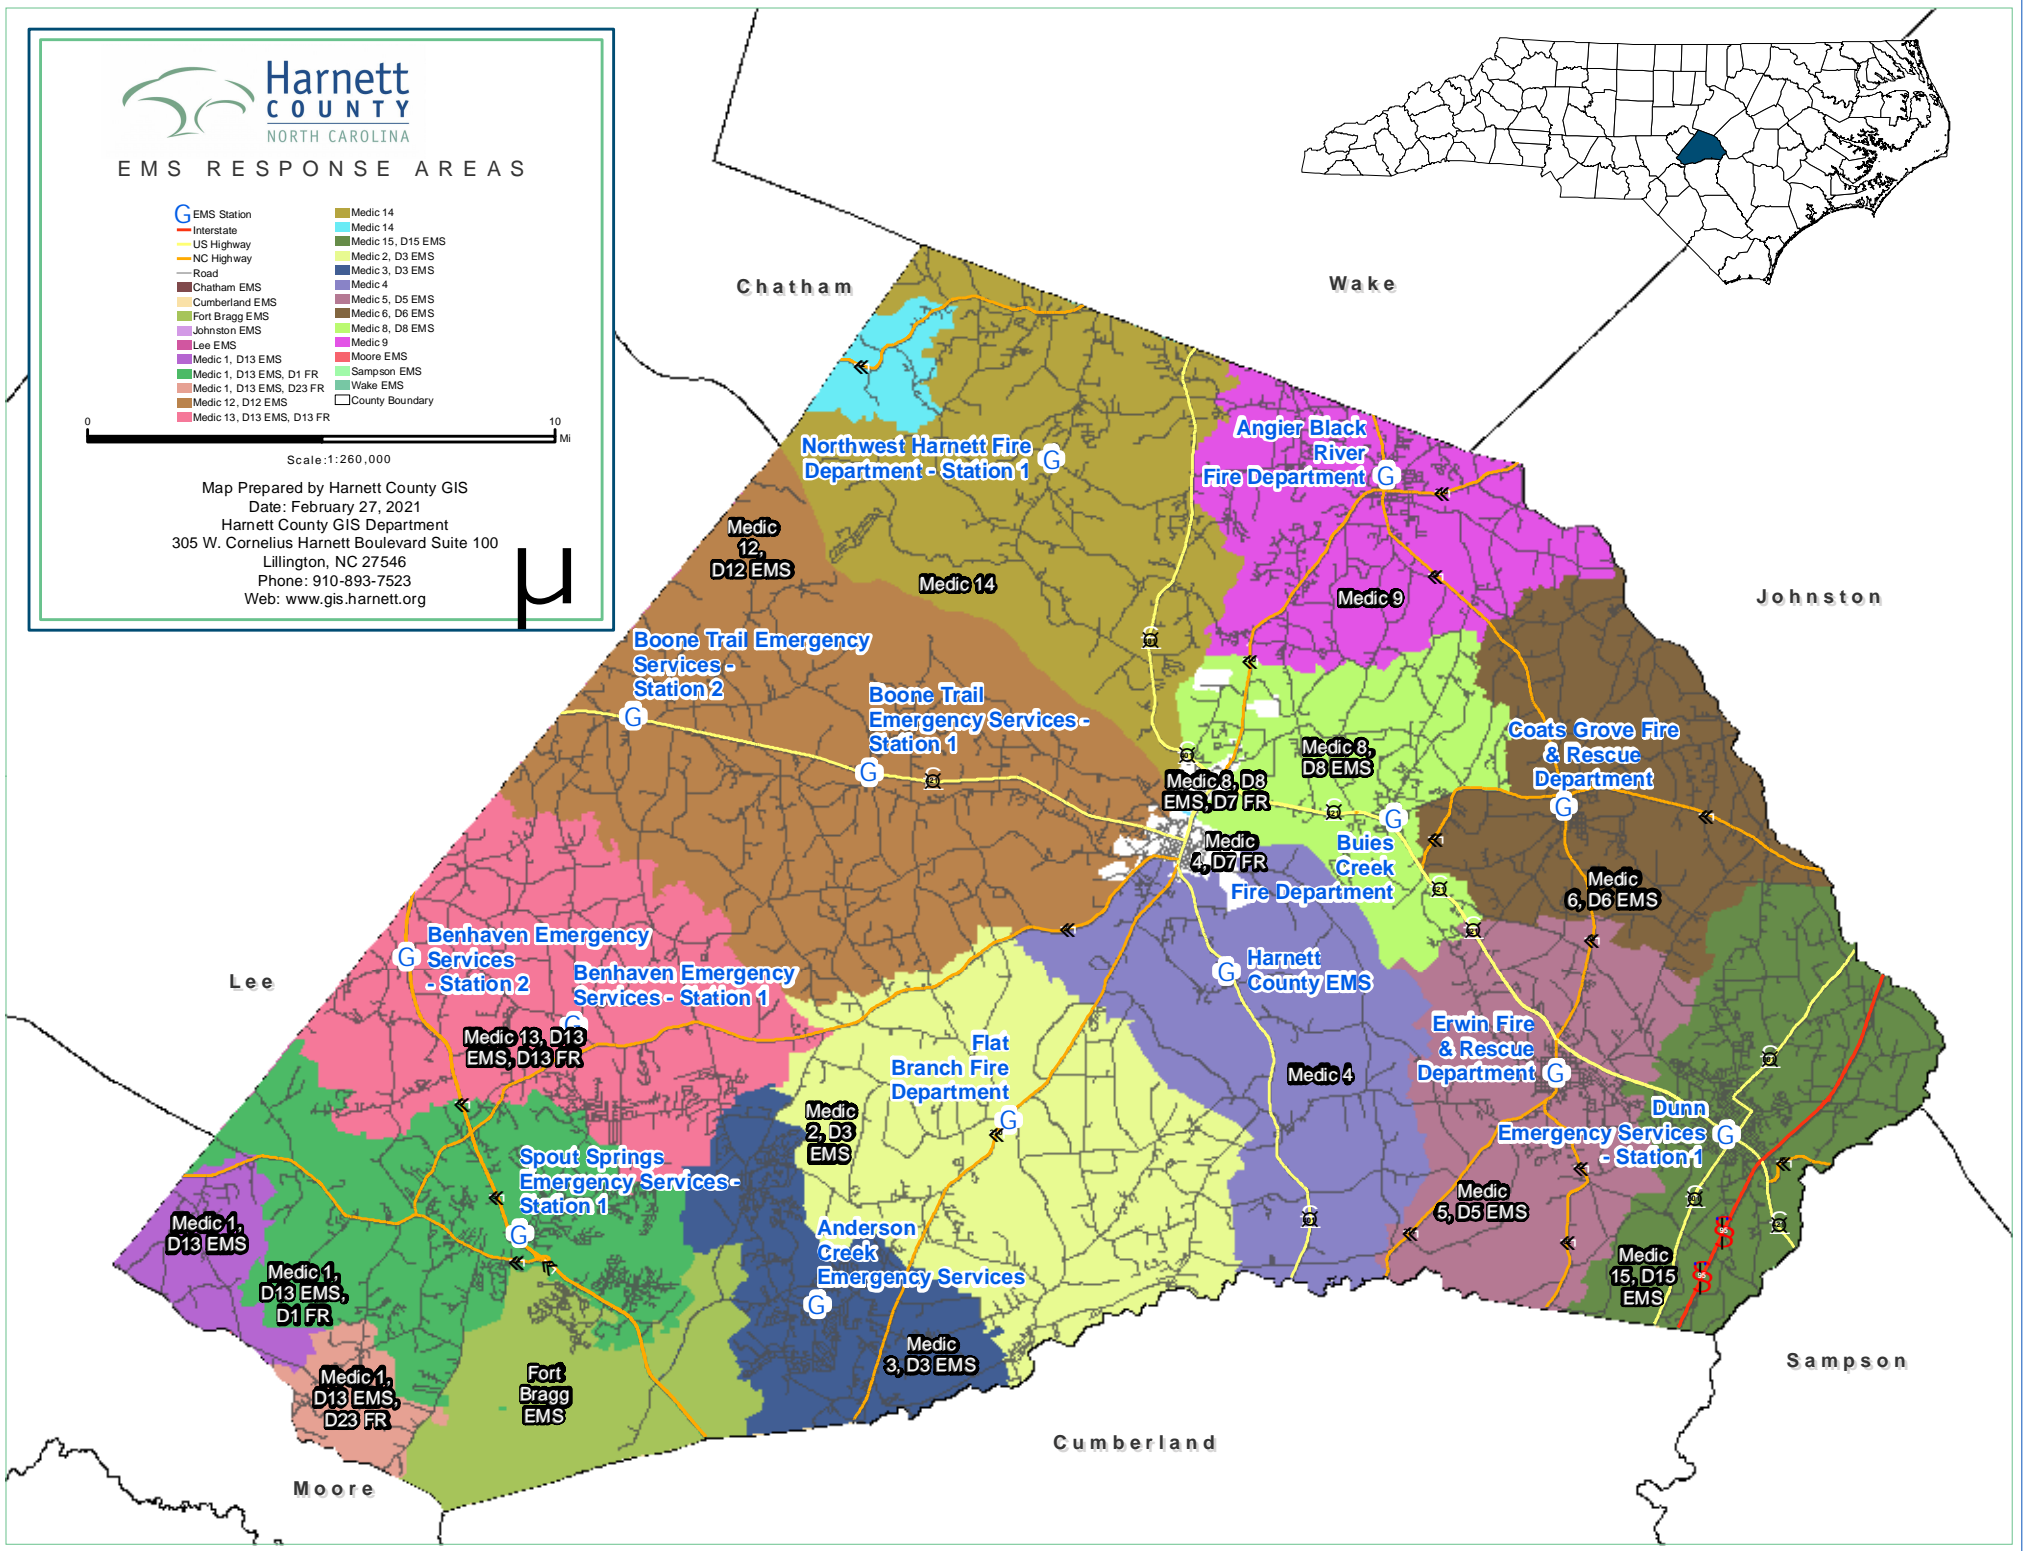 Harnett
COUNTY
NORTH CAROLINA
EMS RESPONSE AREAS
G EMS Station
Interstate
US Highway
NC Highway
Road
Chatham EMS
Cumberland EMS
Fort Bragg EMS
Johnston EMS
Lee EMS
Medic 1, D13 EMS
Medic 1, D13 EMS, D1 FR
Medic 1, D13 EMS, D23 FR
Medic 12, D12 EMS
Medic 13, D13 EMS, D13 FR
Medic 14
Medic 14
Medic 15, D15 EMS
Medic 2, D3 EMS
Medic 3, D3 EMS
Medic 4
Medic 5, D5 EMS
Medic 6, D6 EMS
Medic 8, D8 EMS
Medic 9
Moore EMS
Sampson EMS
Wake EMS
County Boundary
0 10
Mi
Scale:1:260,000
Map Prepared by Harnett County GIS
Date: February 27, 2021
Harnett County GIS Department
305 W. Cornelius Harnett Boulevard Suite 100
Lillington, NC 27546
Phone: 910-893-7523
Web: www.gis.harnett.org
µ
Chatham
Wake
Johnston
Lee
Moore
Cumberland
Sampson
Northwest Harnett Fire
Department - Station 1
G
Angier Black
River
Fire Department
G
Medic
12,
D12 EMS
Medic 14
Medic 9
Boone Trail Emergency
Services -
Station 2
G
Boone Trail
Emergency Services -
Station 1
G
Coats Grove Fire
& Rescue
Department
G
Medic 8,
D8 EMS
Medic 8, D8
EMS, D7 FR
Medic
4, D7 FR
G
Buies
Creek
Fire Department
Medic
6, D6 EMS
Benhaven Emergency
Services
- Station 2
G
Benhaven Emergency
Services - Station 1
G
Medic 13, D13
EMS, D13 FR
Harnett
County EMS
G
Flat
Branch Fire
Department
G
Medic 4
Erwin Fire
& Rescue
Department
G
Medic
2, D3
EMS
Dunn
Emergency Services
- Station 1
G
Spout Springs
Emergency Services -
Station 1
G
Medic 1,
D13 EMS
Medic 1,
D13 EMS,
D1 FR
Anderson
Creek
Emergency Services
G
Medic
5, D5 EMS
Medic
15, D15
EMS
95
95
Medic
3, D3 EMS
Medic 1,
D13 EMS,
D23 FR
Fort
Bragg
EMS